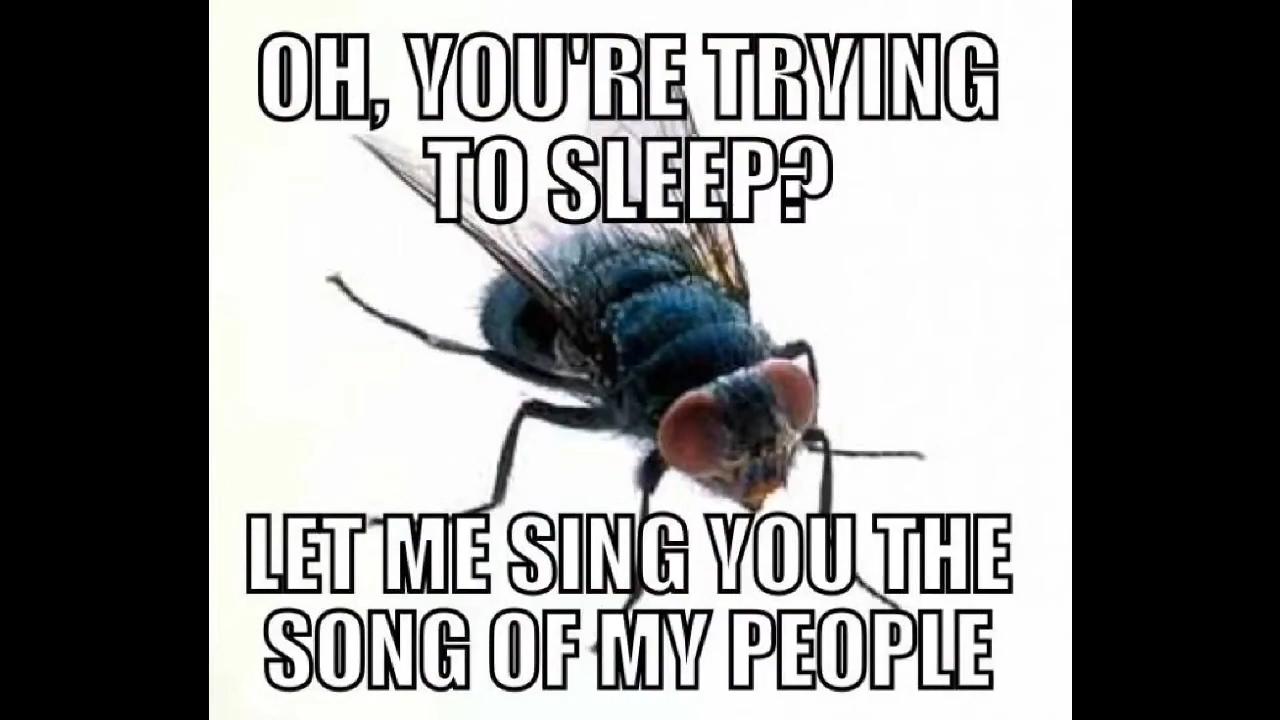 OH, YOU'RE TRYING
TO SLEEP?
LET ME SING YOU THE
SONG OF MY PEOPLE